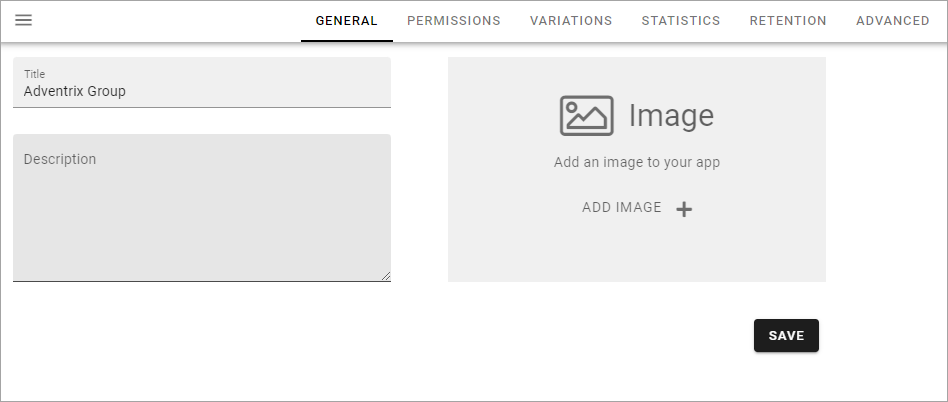 GENERAL PERMISSIONS VARIATIONS STATISTICS RETENTION ADVANCED
Title
Adventrix Group
Description
Image
Add an image to your app
ADD IMAGE
SAVE